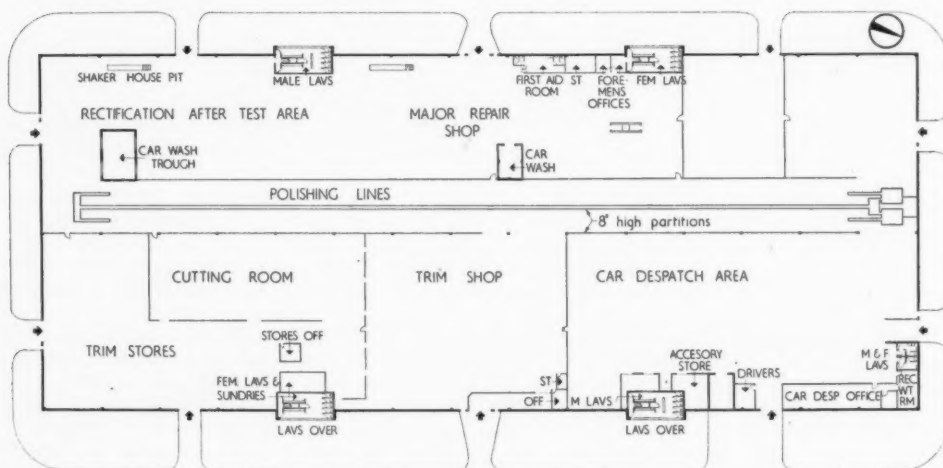 SHAKER HOUSE PIT
MALE LAVS
FIRST AID
ROOM
ST
FORE-
MENS
OFFICES
FEM LAVS
RECTIFICATION AFTER TEST AREA
MAJOR REPAIR
SHOP
CAR WASH
TROUGH
CAR
WASH
POLISHING LINES
8' high partitions
CUTTING ROOM
TRIM SHOP
CAR DESPATCH AREA
STORES OFF
TRIM STORES
FEM. LAVS &
SUNDRIES
LAVS OVER
ST
OFF
M LAVS
LAVS OVER
ACCESORY
STORE
DRIVERS
M & F
LAVS
CAR DESP OFFICE
REC
WT
RM